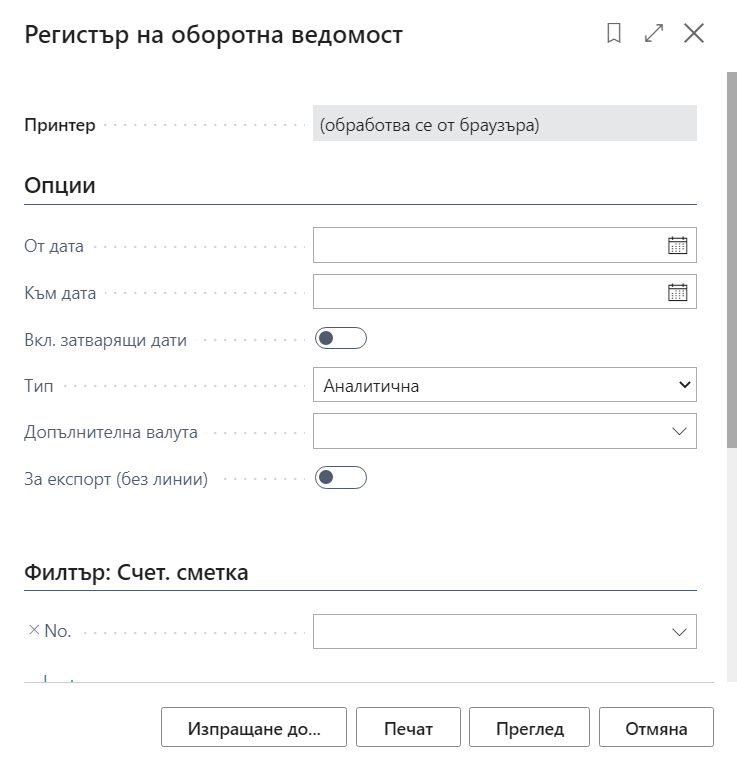 Регистър на оборотна ведомост
Принтер (обработва се от браузъра)
Опции
От дата
Към дата
Вкл. затварящи дати
Тип Аналитична
Допълнителна валута
За експорт (без линии)
Филтър: Счет. сметка
No.
Изпращане до... Печат Преглед Отмяна